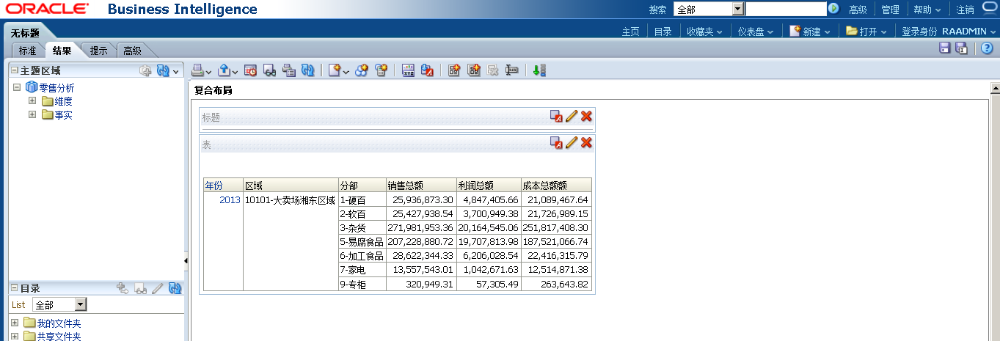 ORACLE Business Intelligence 搜索 全部 高级 管理 帮助 注销
无标题 主页 目录 收藏夹 仪表盘 新建 打开 登录身份 RAADMIN
标准 结果 提示 高级
主题区域
零售分析
维度
事实
目录
List 全部
我的文件夹
共享文件夹
复合布局
标题
表
年份 区域 分部 销售总额 利润总额 成本总额额
2013 10101-大卖场湘东区域 1-硬百 25,936,873.30 4,847,405.66 21,089,467.64
2-软百 25,427,938.54 3,700,949.38 21,726,989.15
3-杂货 271,981,953.36 20,164,545.06 251,817,408.30
5-易腐食品 207,228,880.72 19,707,813.98 187,521,066.74
6-加工食品 28,622,344.33 6,206,028.54 22,416,315.79
7-家电 13,557,543.01 1,042,671.63 12,514,871.38
9-专柜 320,949.31 57,305.49 263,643.82